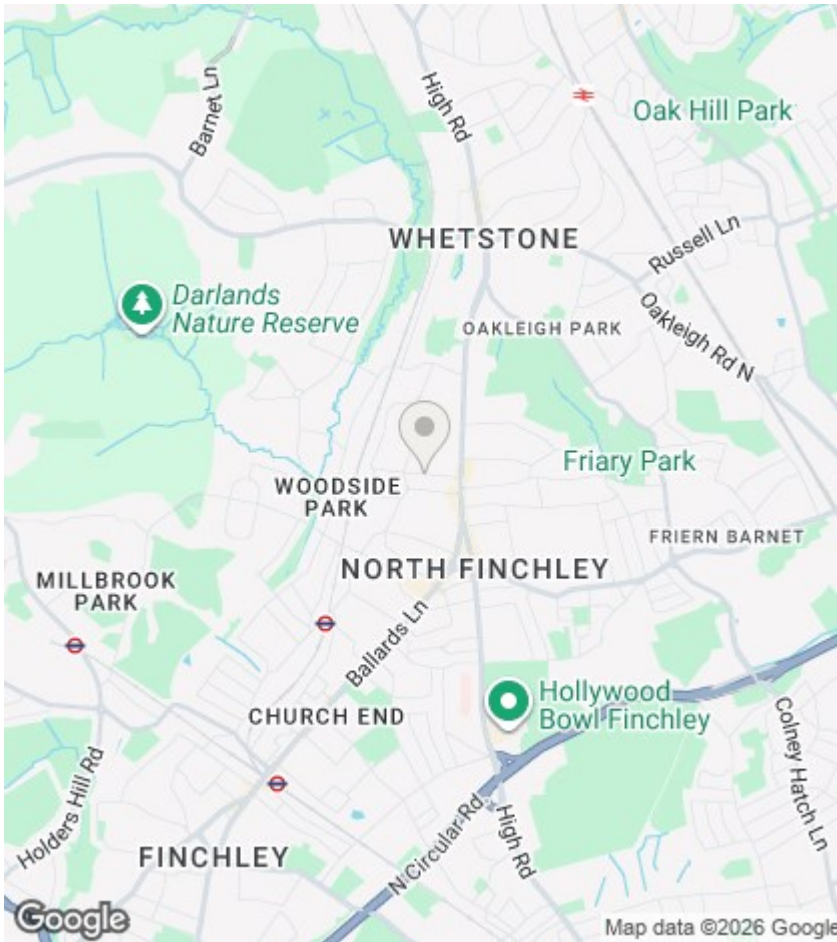 High Rd
Barnet Ln
Oak Hill Park
WHETSTONE
Russell Ln
Darlands
Nature Reserve
OAKLEIGH PARK
Oakleigh Rd N
Friary Park
WOODSIDE
PARK
FRIERN BARNET
NORTH FINCHLEY
MILLBROOK
PARK
Ballards Ln
Hollywood
Bowl Finchley
CHURCH END
Colney Hatch Ln
Holders Hill Rd
N Circular Rd
High Rd
FINCHLEY
Google
Map data ©2026 Google